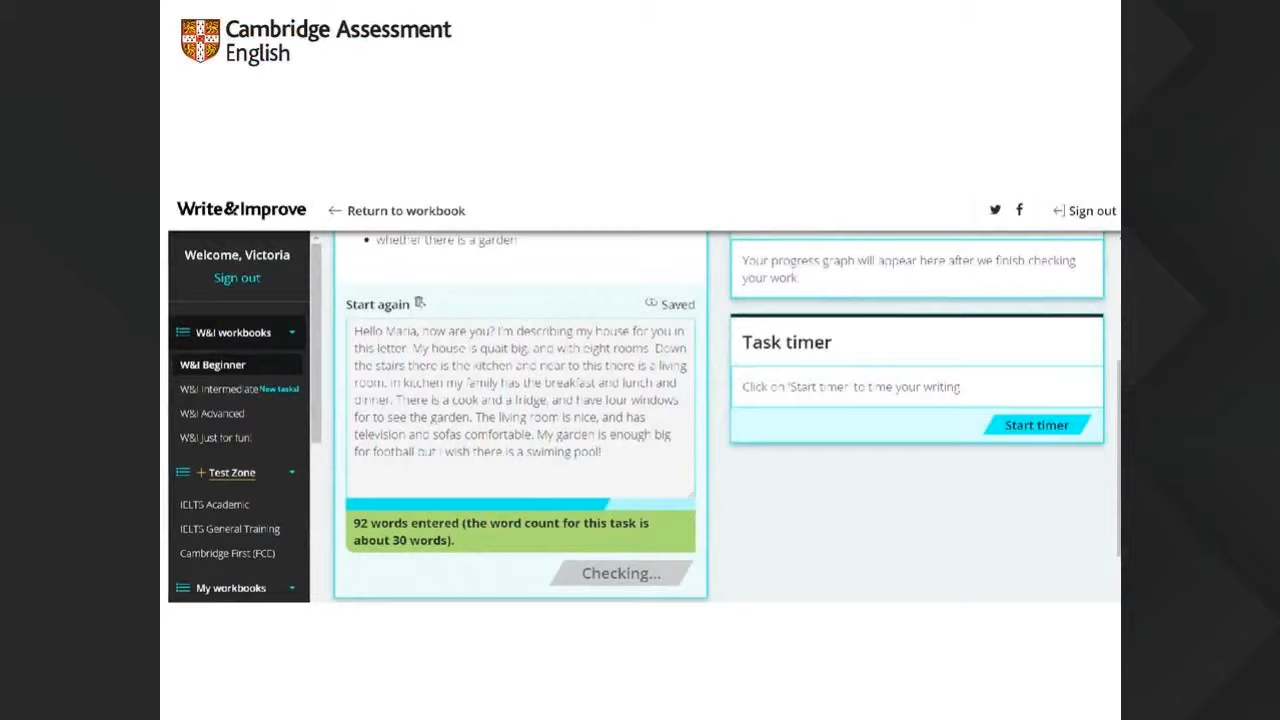 Cambridge Assessment
English
Write&Improve
Return to workbook
Sign out
Welcome, Victoria
Sign out
W&I workbooks
W&I Beginner
W&I Intermediate New tasks!
W&I Advanced
W&I Just for fun!
+ Test Zone
IELTS Academic
IELTS General Training
Cambridge First (FCE)
My workbooks
• whether there is a garden
Start again
Saved
Hello Maria, how are you? I'm describing my house for you in
this letter. My house is quait big, and with eight rooms. Down
the stairs there is the kitchen and near to this there is a living
room. In kitchen my family has the breakfast and lunch and
dinner. There is a cook and a fridge, and have four windows
for to see the garden. The living room is nice, and has
television and sofas comfortable. My garden is enough big
for football but I wish there is a swiming pool!
92 words entered (the word count for this task is
about 30 words).
Checking...
Your progress graph will appear here after we finish checking
your work.
Task timer
Click on 'Start timer' to time your writing
Start timer